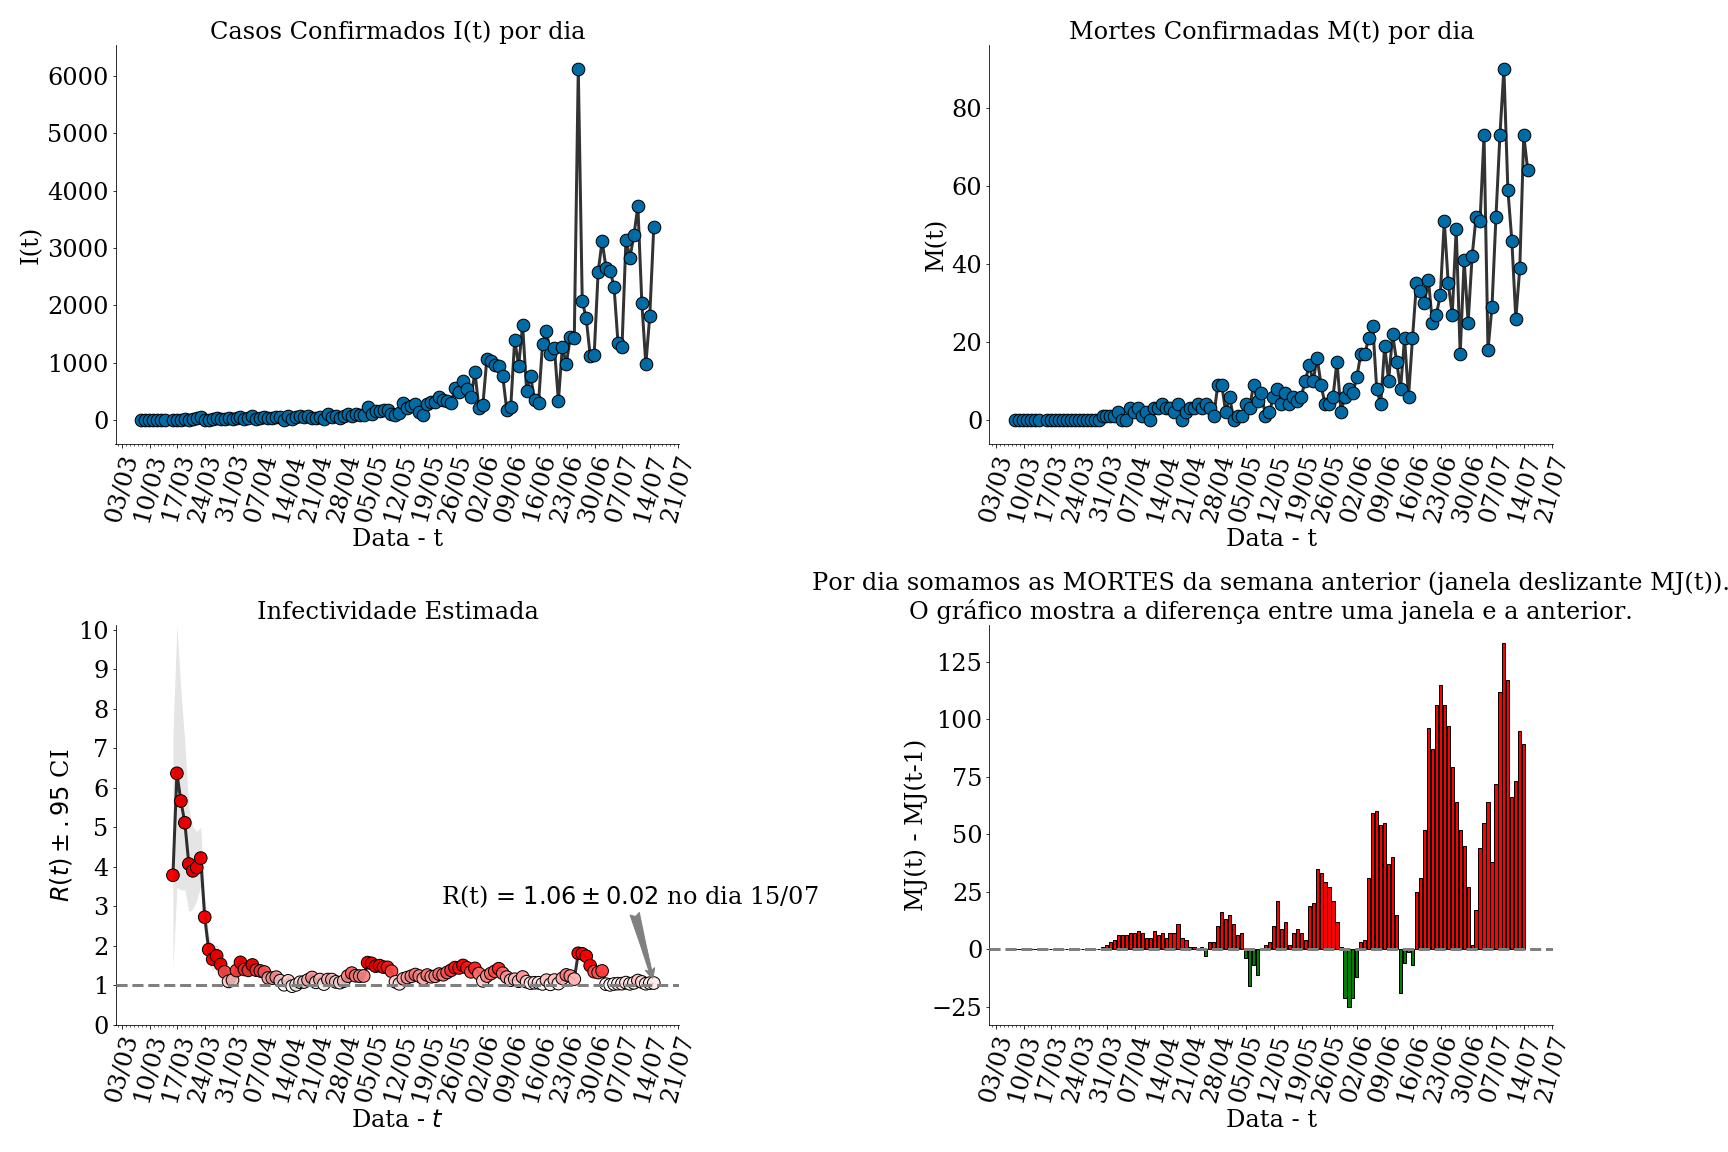 Casos Confirmados I(t) por dia
I(t)
6000
5000
4000
3000
2000
1000
0
03/03 10/03 17/03 24/03 31/03 07/04 14/04 21/04 28/04 05/05 12/05 19/05 26/05 02/06 09/06 16/06 23/06 30/06 07/07 14/07 21/07
Data - t
Mortes Confirmadas M(t) por dia
M(t)
80
60
40
20
0
03/03 10/03 17/03 24/03 31/03 07/04 14/04 21/04 28/04 05/05 12/05 19/05 26/05 02/06 09/06 16/06 23/06 30/06 07/07 14/07 21/07
Data - t
Infectividade Estimada
R(t) ± .95 CI
10
9
8
7
6
5
4
3
2
1
0
R(t) = 1.06 ± 0.02 no dia 15/07
03/03 10/03 17/03 24/03 31/03 07/04 14/04 21/04 28/04 05/05 12/05 19/05 26/05 02/06 09/06 16/06 23/06 30/06 07/07 14/07 21/07
Data - t
Por dia somamos as MORTES da semana anterior (janela deslizante MJ(t)).
O gráfico mostra a diferença entre uma janela e a anterior.
MJ(t) - MJ(t-1)
125
100
75
50
25
0
−25
03/03 10/03 17/03 24/03 31/03 07/04 14/04 21/04 28/04 05/05 12/05 19/05 26/05 02/06 09/06 16/06 23/06 30/06 07/07 14/07 21/07
Data - t